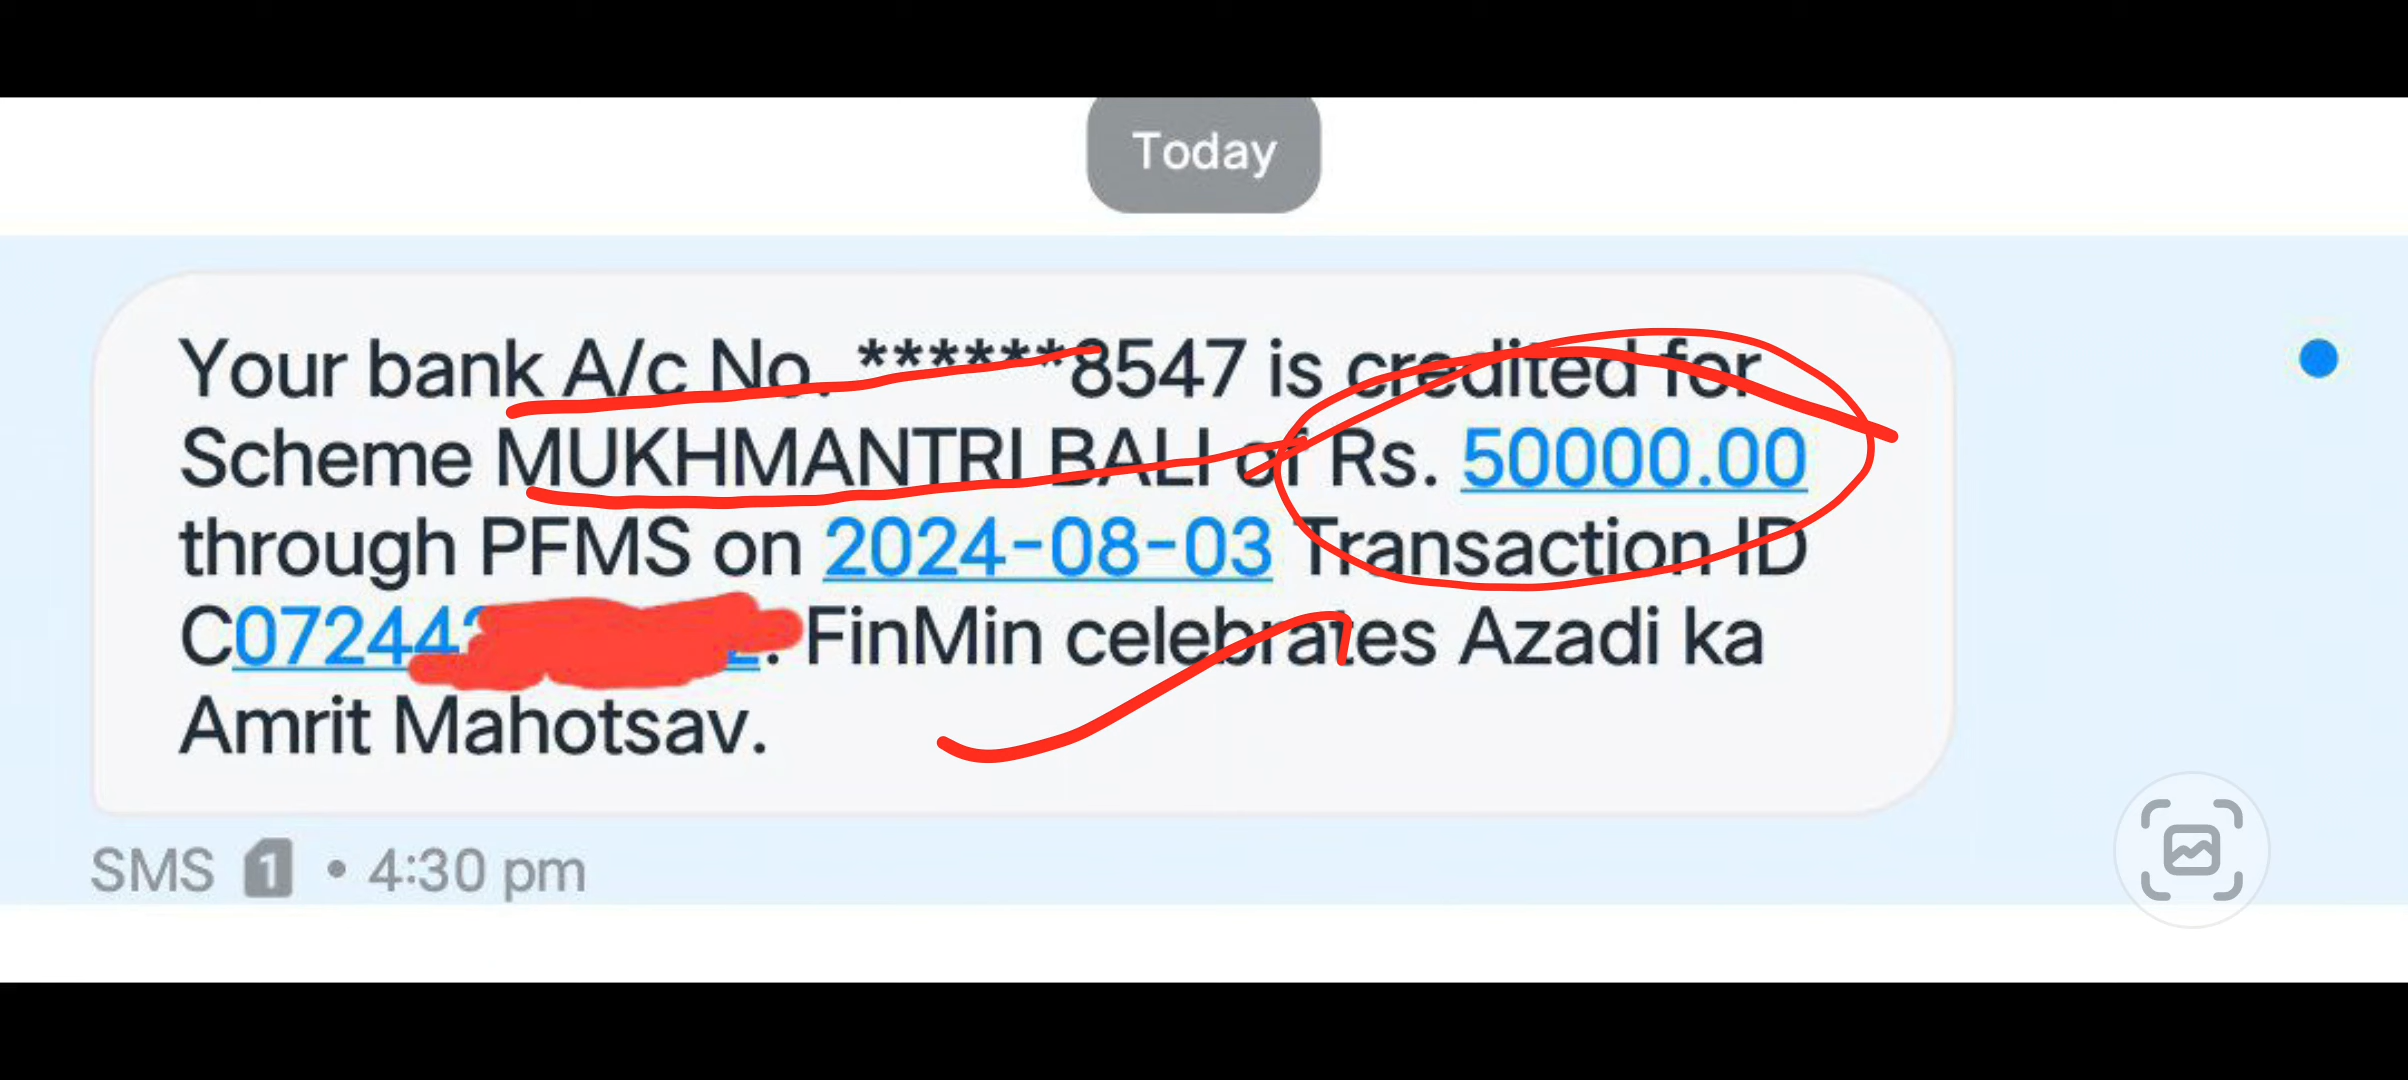 Today
Your bank A/c No. ******8547 is credited for
Scheme MUKHMANTRI BALI of Rs. 50000.00
through PFMS on 2024-08-03 Transaction ID
C07244 . FinMin celebrates Azadi ka
Amrit Mahotsav.
SMS 1 • 4:30 pm